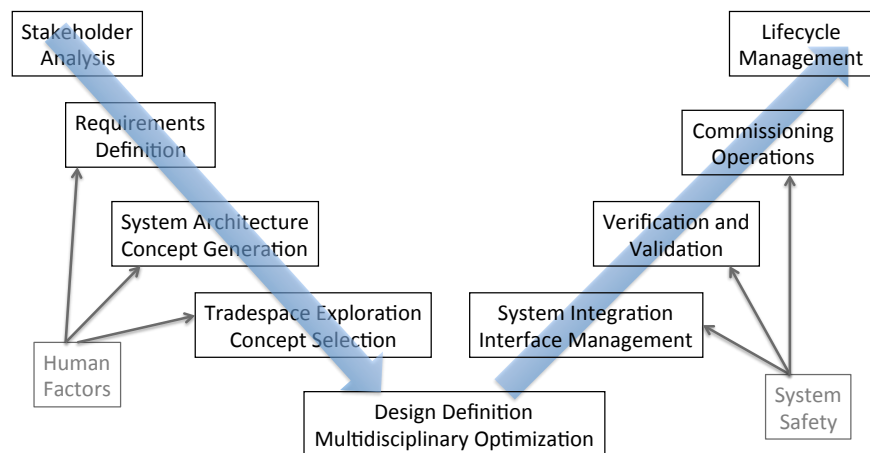 Stakeholder
Analysis
Lifecycle
Management
Requirements
Definition
Commissioning
Operations
System Architecture
Concept Generation
Verification and
Validation
Tradespace Exploration
Concept Selection
System Integration
Interface Management
Human
Factors
System
Safety
Design Definition
Multidisciplinary Optimization